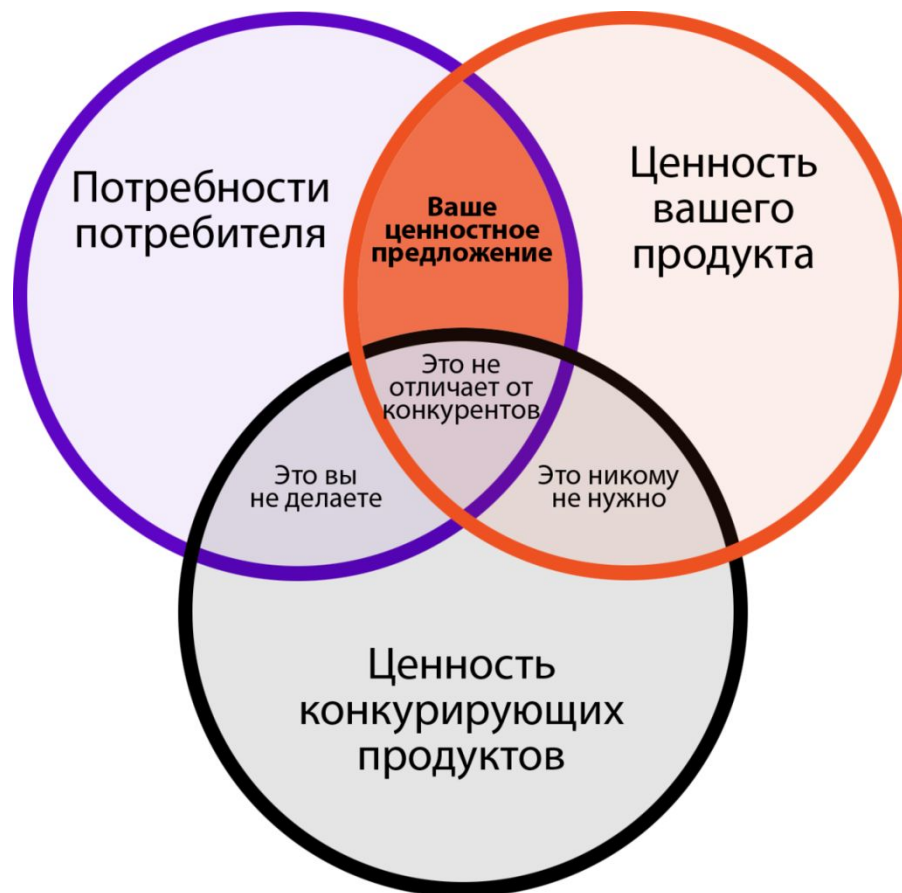 Потребности
потребителя
Ваше
ценностное
предложение
Ценность
вашего
продукта
Это не
отличает от
конкурентов
Это вы
не делаете
Это никому
не нужно
Ценность
конкурирующих
продуктов